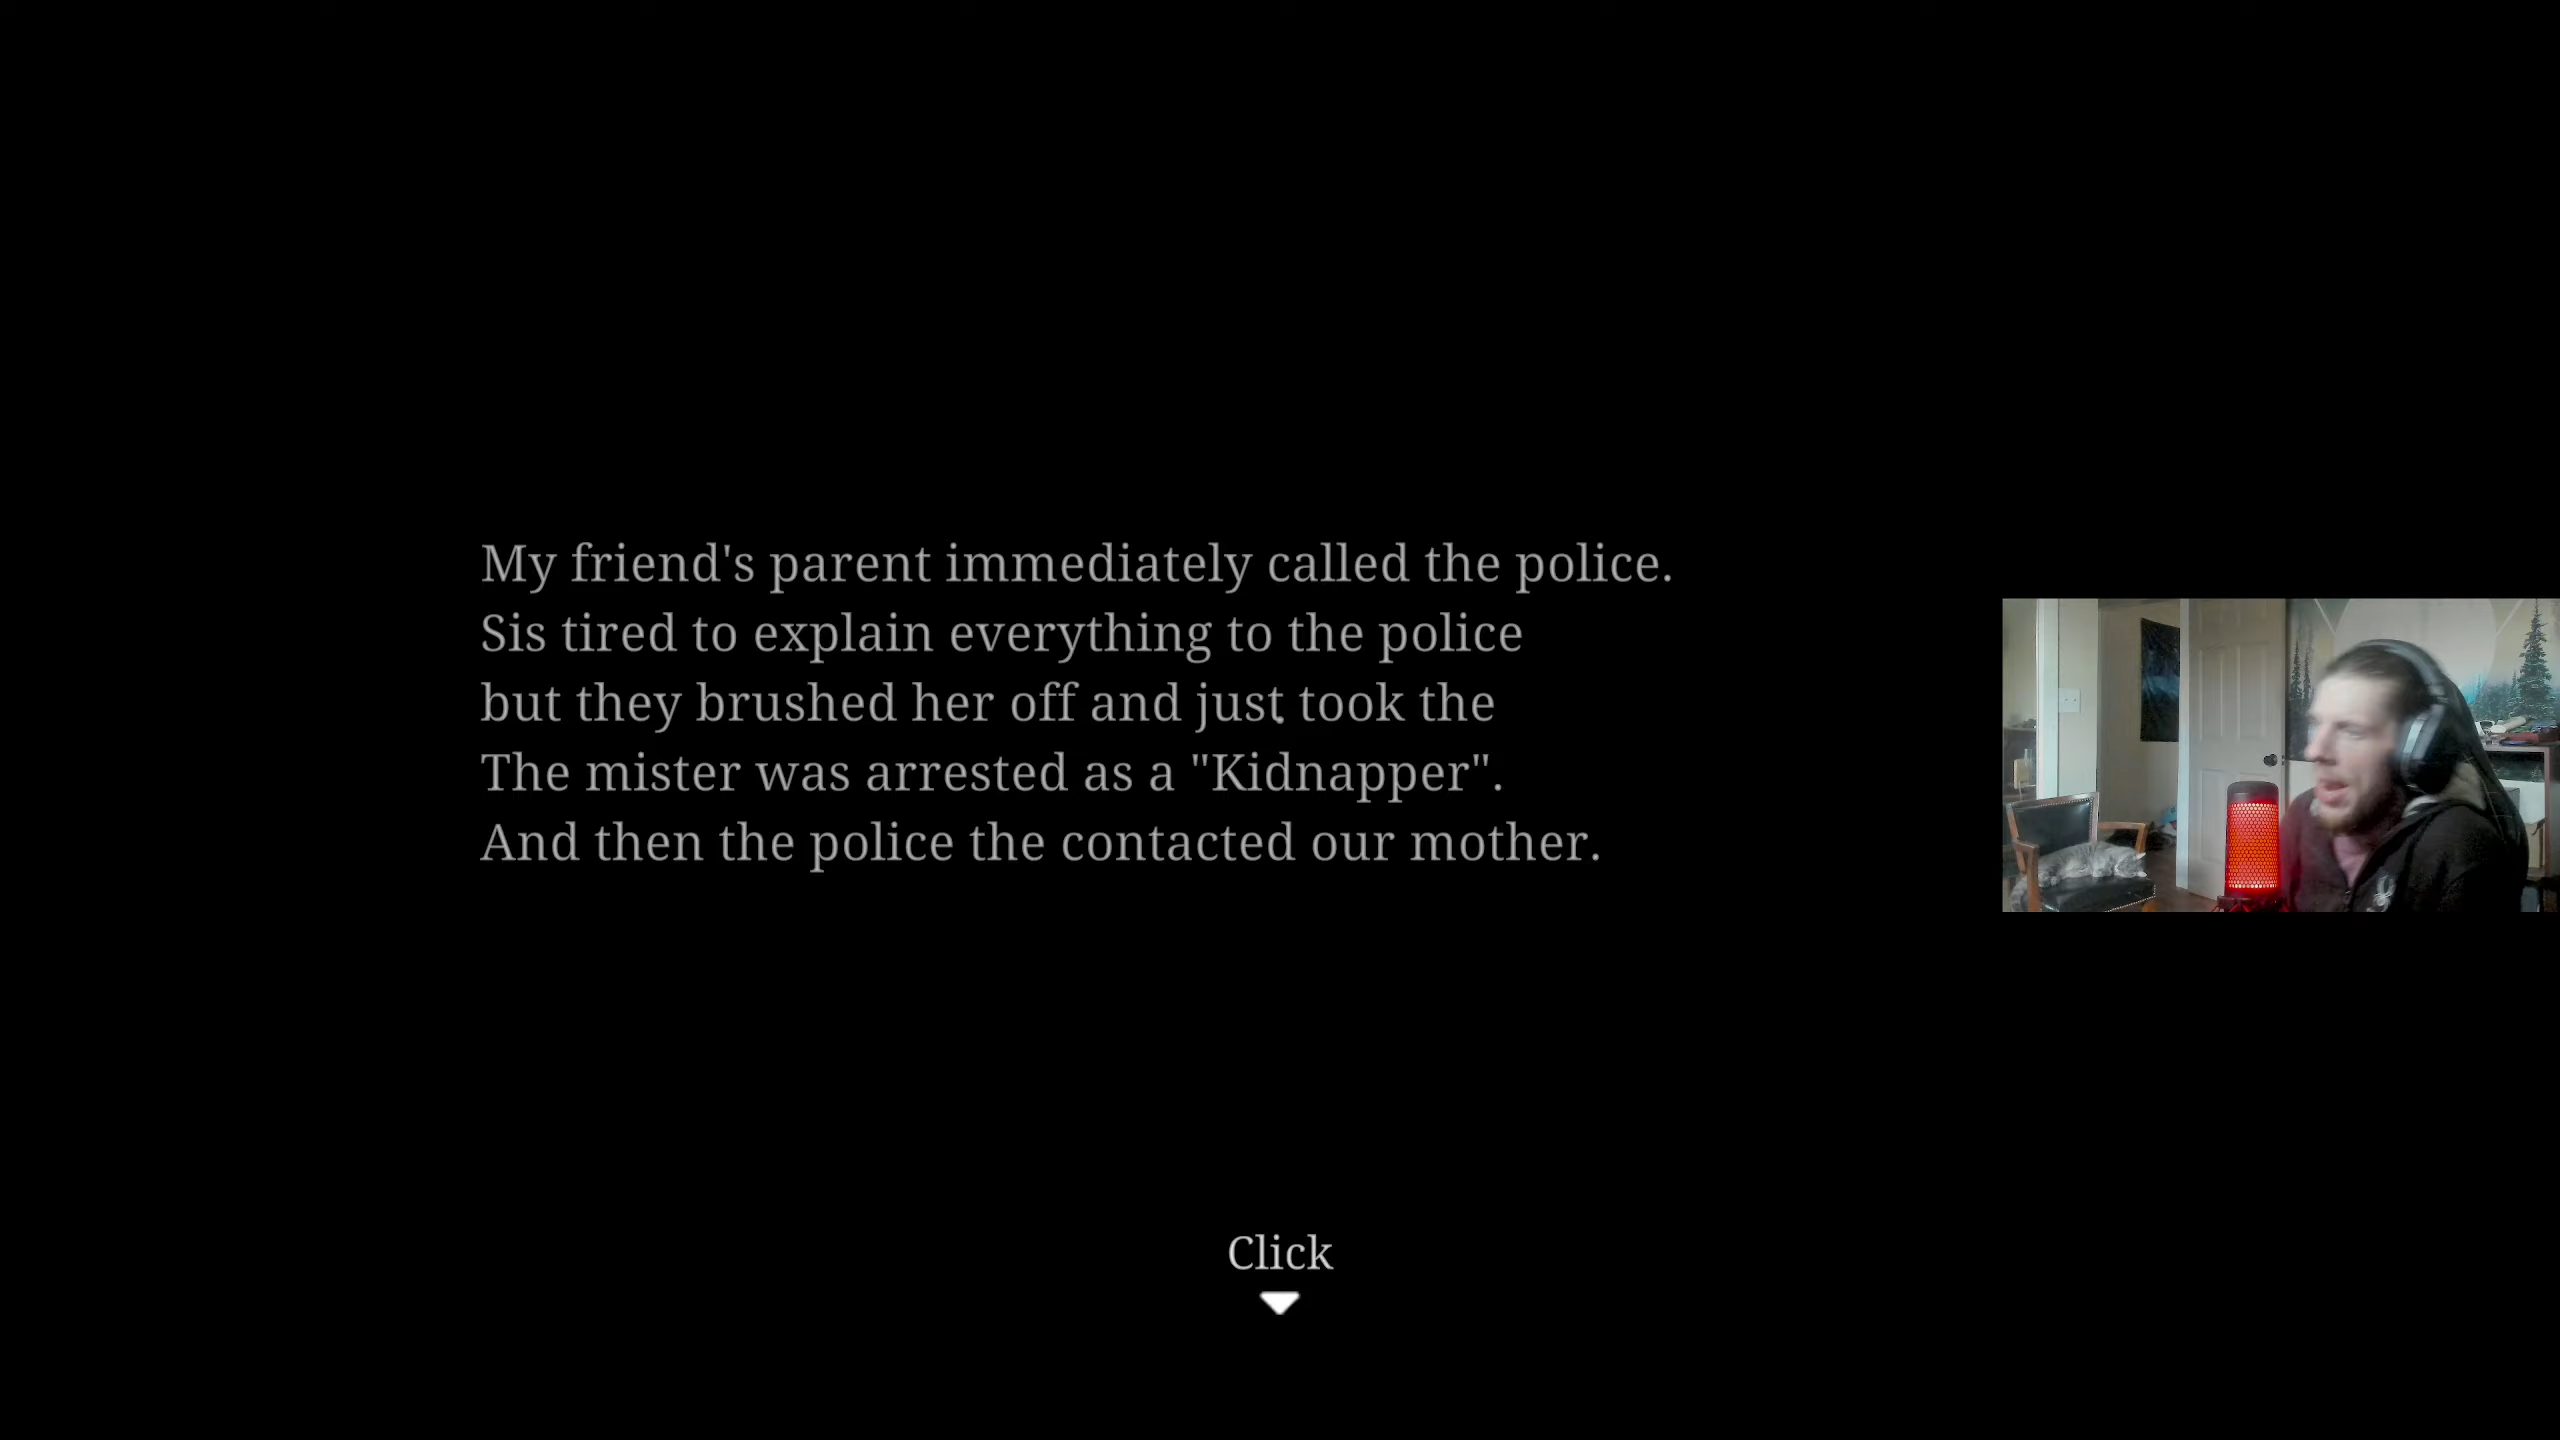 My friend's parent immediately called the police.
Sis tired to explain everything to the police
but they brushed her off and just took the
The mister was arrested as a "Kidnapper".
And then the police the contacted our mother.
Click